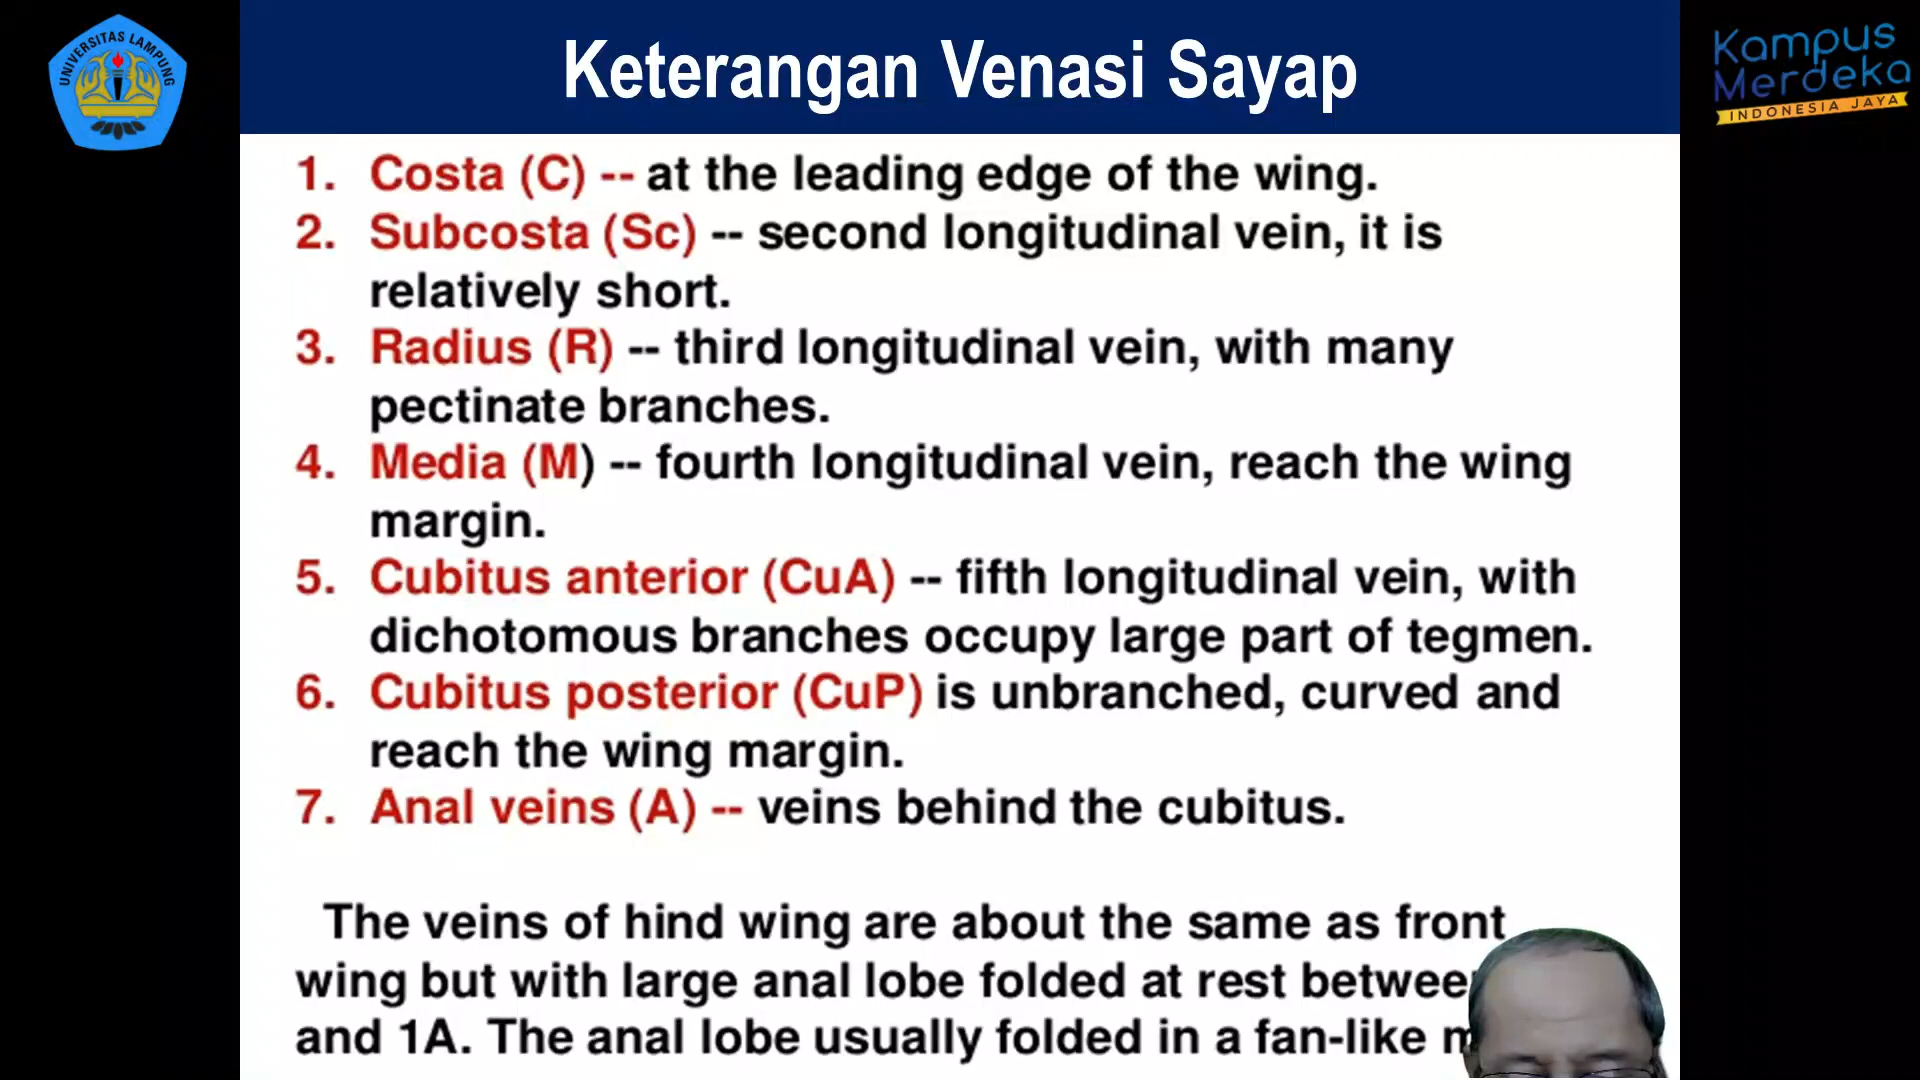 UNIVERSITAS LAMPUNG
Keterangan Venasi Sayap
Kampus
Merdeka
INDONESIA JAYA
1. Costa (C) -- at the leading edge of the wing.
2. Subcosta (Sc) -- second longitudinal vein, it is
relatively short.
3. Radius (R) -- third longitudinal vein, with many
pectinate branches.
4. Media (M) -- fourth longitudinal vein, reach the wing
margin.
5. Cubitus anterior (CuA) -- fifth longitudinal vein, with
dichotomous branches occupy large part of tegmen.
6. Cubitus posterior (CuP) is unbranched, curved and
reach the wing margin.
7. Anal veins (A) -- veins behind the cubitus.
The veins of hind wing are about the same as front
wing but with large anal lobe folded at rest
and 1A. The anal lobe usually folded in a fan-like